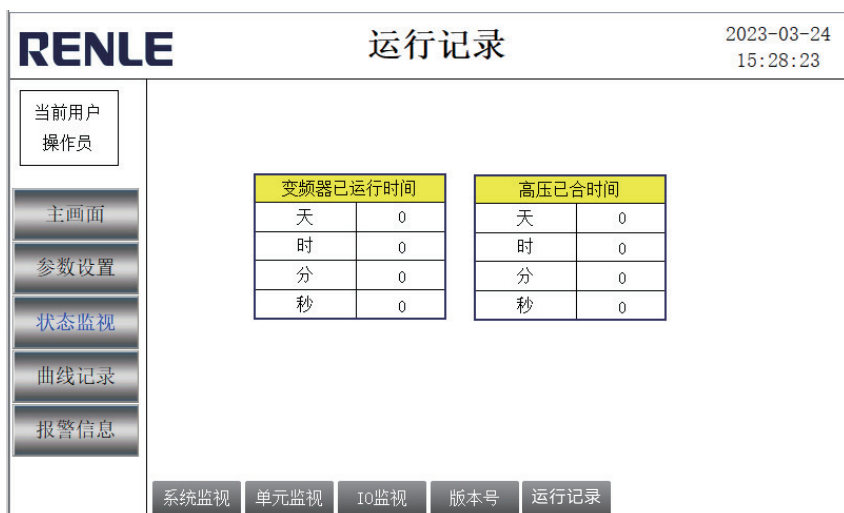 RENLE
运行记录
2023-03-24
15:28:23
当前用户
操作员
主画面
参数设置
状态监视
曲线记录
报警信息
变频器已运行时间
天 0
时 0
分 0
秒 0
高压已合时间
天 0
时 0
分 0
秒 0
系统监视 单元监视 IO监视 版本号 运行记录